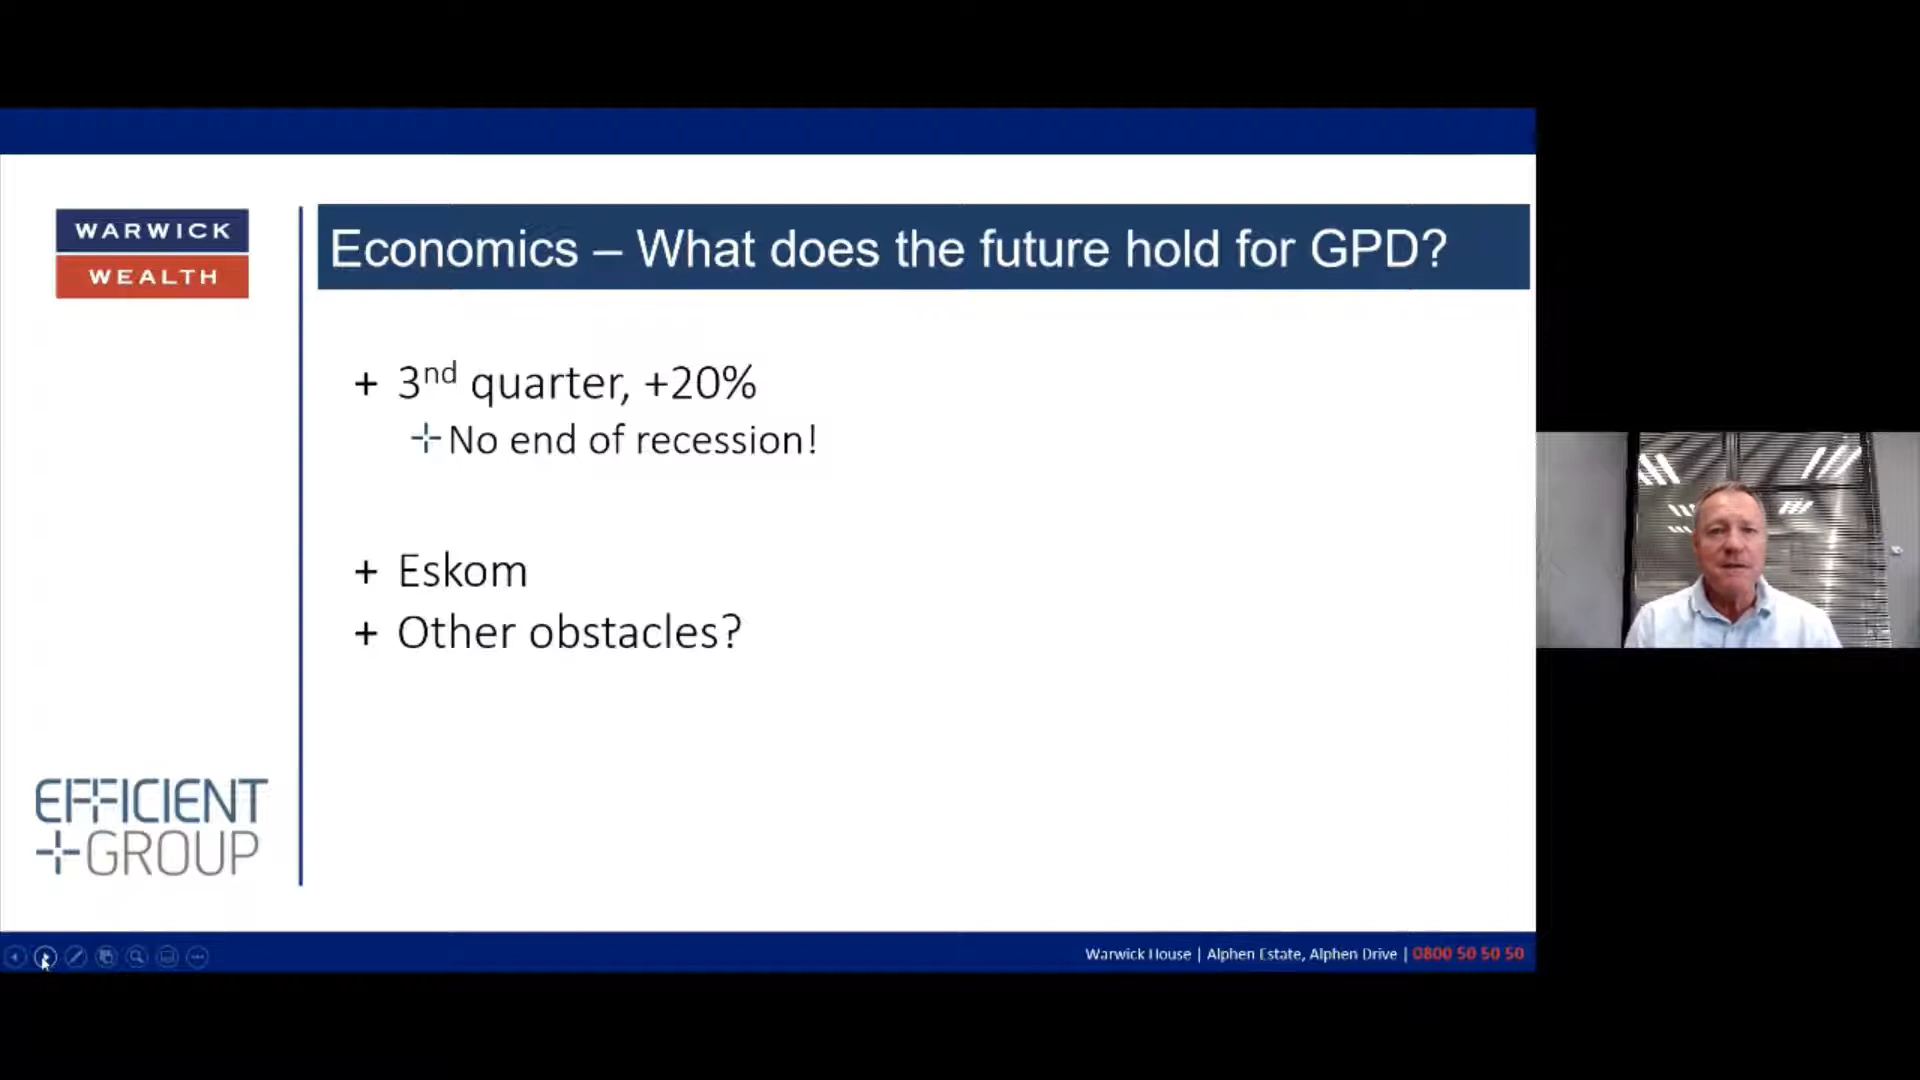 WARWICK
WEALTH
Economics – What does the future hold for GPD?
+ 3nd quarter, +20%
No end of recession!
+ Eskom
+ Other obstacles?
EFFICIENT
GROUP
Warwick House | Alphen Estate, Alphen Drive | 0800 50 50 50